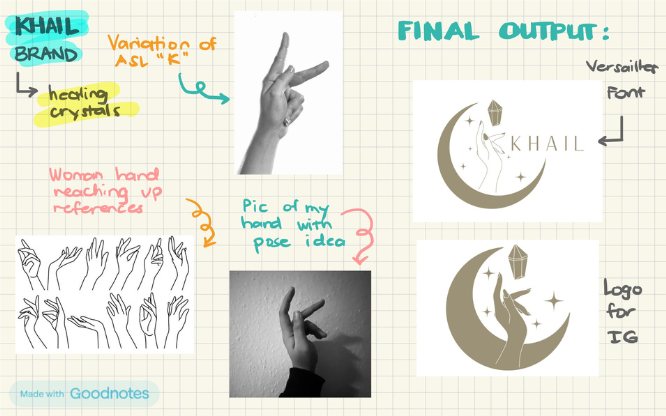 KHAIL
BRAND
healing
crystals
Variation of
ASL "K"
Woman hand
reaching up
references
Pic of my
hand with
pose idea
FINAL OUTPUT:
Versailles
Font
KHAIL
Logo
for
IG
Made with Goodnotes